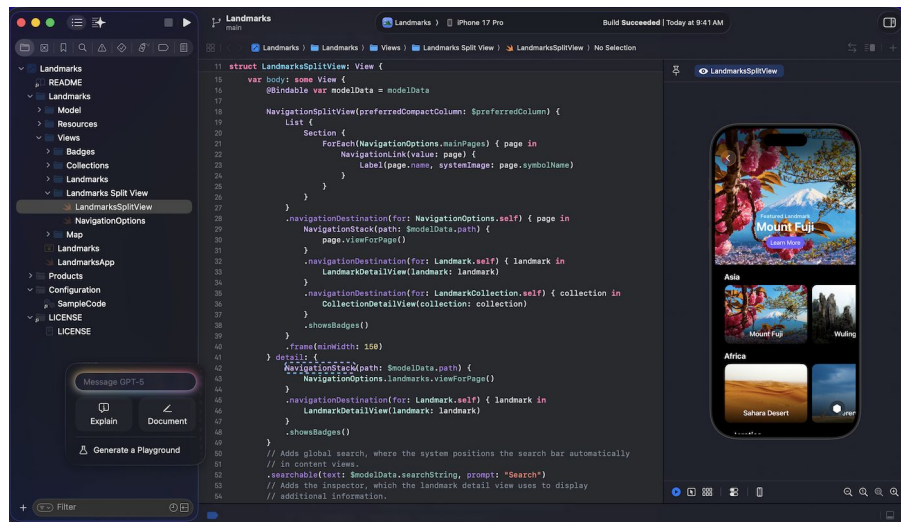 Landmarks
main
Landmarks 〉 iPhone 17 Pro
Build Succeeded | Today at 9:41 AM
Landmarks 〉 Landmarks 〉 Views 〉 Landmarks Split View 〉 LandmarksSplitView 〉 No Selection
Landmarks
README
Landmarks
Model
Resources
Views
Badges
Collections
Landmarks
Landmarks Split View
LandmarksSplitView
NavigationOptions
Map
Landmarks
LandmarksApp
Products
Configuration
SampleCode
LICENSE
LICENSE
Message GPT-5
Explain
Document
Generate a Playground
Filter
11 struct LandmarksSplitView: View {
15 var body: some View {
16 @Bindable var modelData = modelData
17
18 NavigationSplitView(preferredCompactColumn: $preferredColumn) {
19 List {
20 Section {
21 ForEach(NavigationOptions.mainPages) { page in
22 NavigationLink(value: page) {
23 Label(page.name, systemImage: page.symbolName)
24 }
25 }
26 }
27 }
28 .navigationDestination(for: NavigationOptions.self) { page in
29 NavigationStack(path: $modelData.path) {
30 page.viewForPage()
31 }
32 .navigationDestination(for: Landmark.self) { landmark in
33 LandmarkDetailView(landmark: landmark)
34 }
35 .navigationDestination(for: LandmarkCollection.self) { collection in
36 CollectionDetailView(collection: collection)
37 }
38 .showsBadges()
39 }
40 .frame(minWidth: 150)
41 } detail: {
42 NavigationStack(path: $modelData.path) {
43 NavigationOptions.landmarks.viewForPage()
44 }
45 .navigationDestination(for: Landmark.self) { landmark in
46 LandmarkDetailView(landmark: landmark)
47 }
48 .showsBadges()
49 }
50 // Adds global search, where the system positions the search bar automatically
51 // in content views.
52 .searchable(text: $modelData.searchString, prompt: "Search")
53 // Adds the inspector, which the landmark detail view uses to display
54 // additional information.
LandmarksSplitView
Featured Landmark
Mount Fuji
Learn More
Asia
Mount Fuji
Wuling
Africa
Sahara Desert